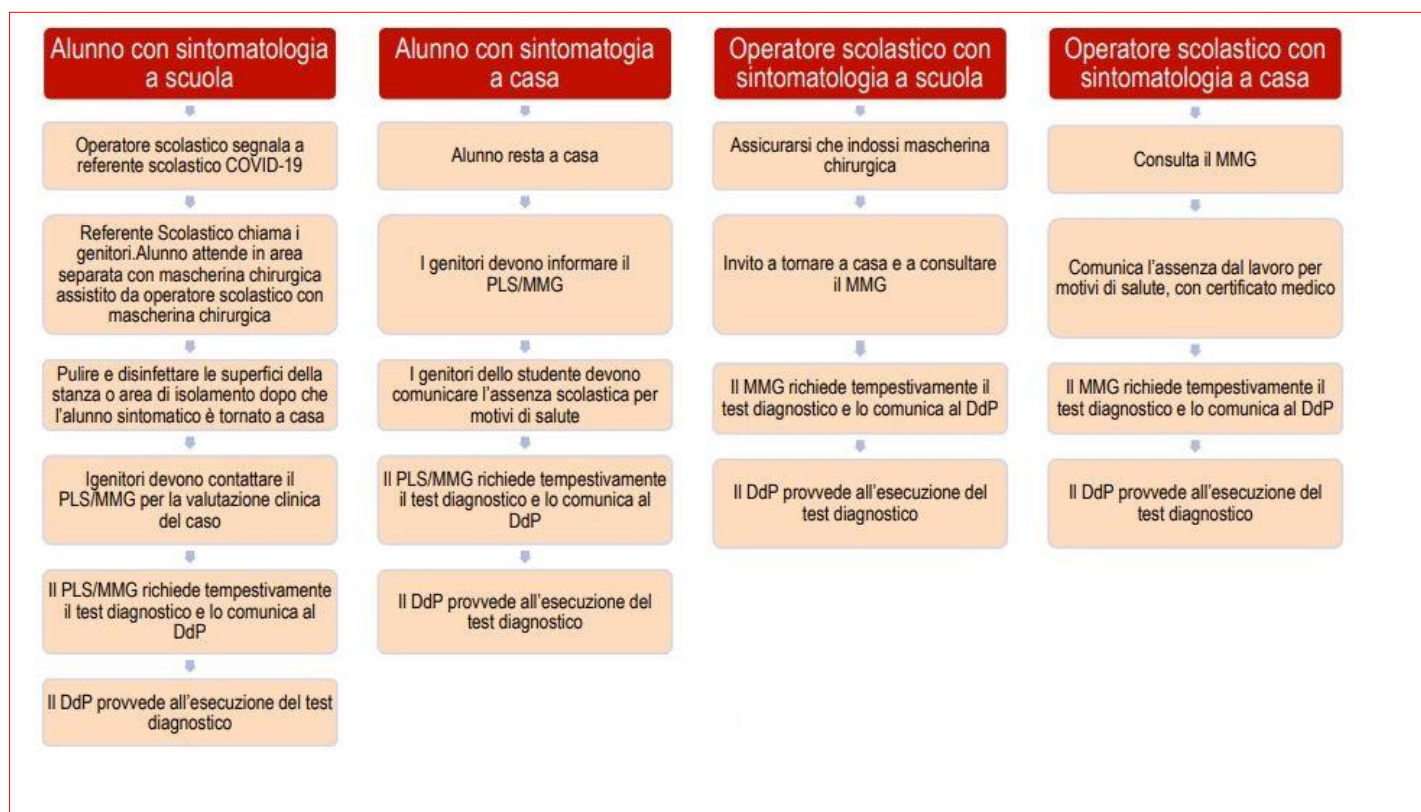 Alunno con sintomatologia
a scuola
Operatore scolastico segnala a
referente scolastico COVID-19
Referente Scolastico chiama i
genitori.Alunno attende in area
separata con mascherina chirurgica
assistito da operatore scolastico con
mascherina chirurgica
Pulire e disinfettare le superfici della
stanza o area di isolamento dopo che
l'alunno sintomatico è tornato a casa
Igenitori devono contattare il
PLS/MMG per la valutazione clinica
del caso
Il PLS/MMG richiede tempestivamente
il test diagnostico e lo comunica al
DdP
Il DdP provvede all'esecuzione del test
diagnostico
Alunno con sintomatogia
a casa
Alunno resta a casa
I genitori devono informare il
PLS/MMG
I genitori dello studente devono
comunicare l'assenza scolastica per
motivi di salute
Il PLS/MMG richiede tempestivamente
il test diagnostico e lo comunica al
DdP
Il DdP provvede all'esecuzione del
test diagnostico
Operatore scolastico con
sintomatologia a scuola
Assicurarsi che indossi mascherina
chirurgica
Invito a tornare a casa e a consultare
il MMG
Il MMG richiede tempestivamente il
test diagnostico e lo comunica al DdP
Il DdP provvede all'esecuzione del
test diagnostico
Operatore scolastico con
sintomatologia a casa
Consulta il MMG
Comunica l'assenza dal lavoro per
motivi di salute, con certificato medico
Il MMG richiede tempestivamente il
test diagnostico e lo comunica al DdP
Il DdP provvede all'esecuzione del
test diagnostico